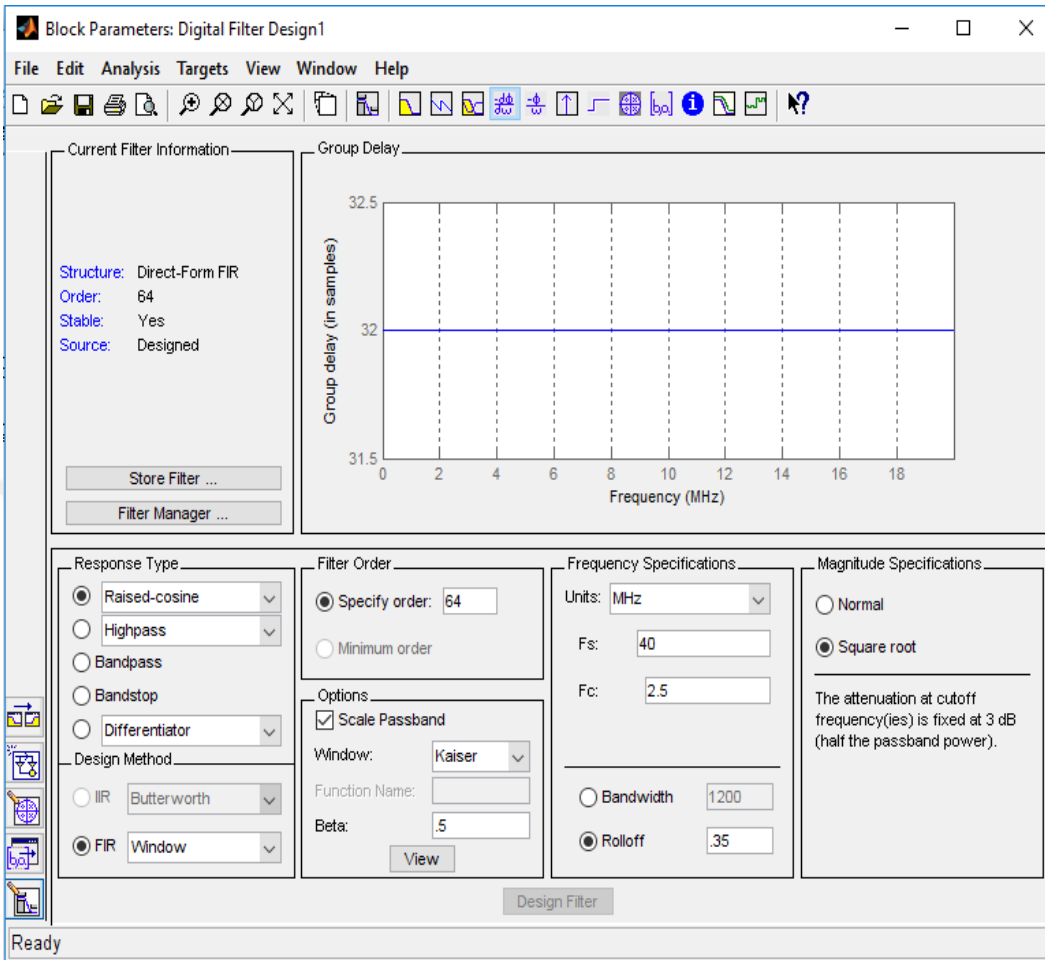 Block Parameters: Digital Filter Design1
File Edit Analysis Targets View Window Help
Current Filter Information
Structure: Direct-Form FIR
Order: 64
Stable: Yes
Source: Designed
Store Filter ...
Filter Manager ...
Group Delay
Group delay (in samples)
32.5
32
31.5
0 2 4 6 8 10 12 14 16 18
Frequency (MHz)
Response Type
Raised-cosine
Highpass
Bandpass
Bandstop
Differentiator
Design Method
IIR Butterworth
FIR Window
Filter Order
Specify order: 64
Minimum order
Options
Scale Passband
Window: Kaiser
Function Name:
Beta: .5
View
Frequency Specifications
Units: MHz
Fs: 40
Fc: 2.5
Bandwidth 1200
Rolloff .35
Magnitude Specifications
Normal
Square root
The attenuation at cutoff
frequency(ies) is fixed at 3 dB
(half the passband power).
Design Filter
Ready